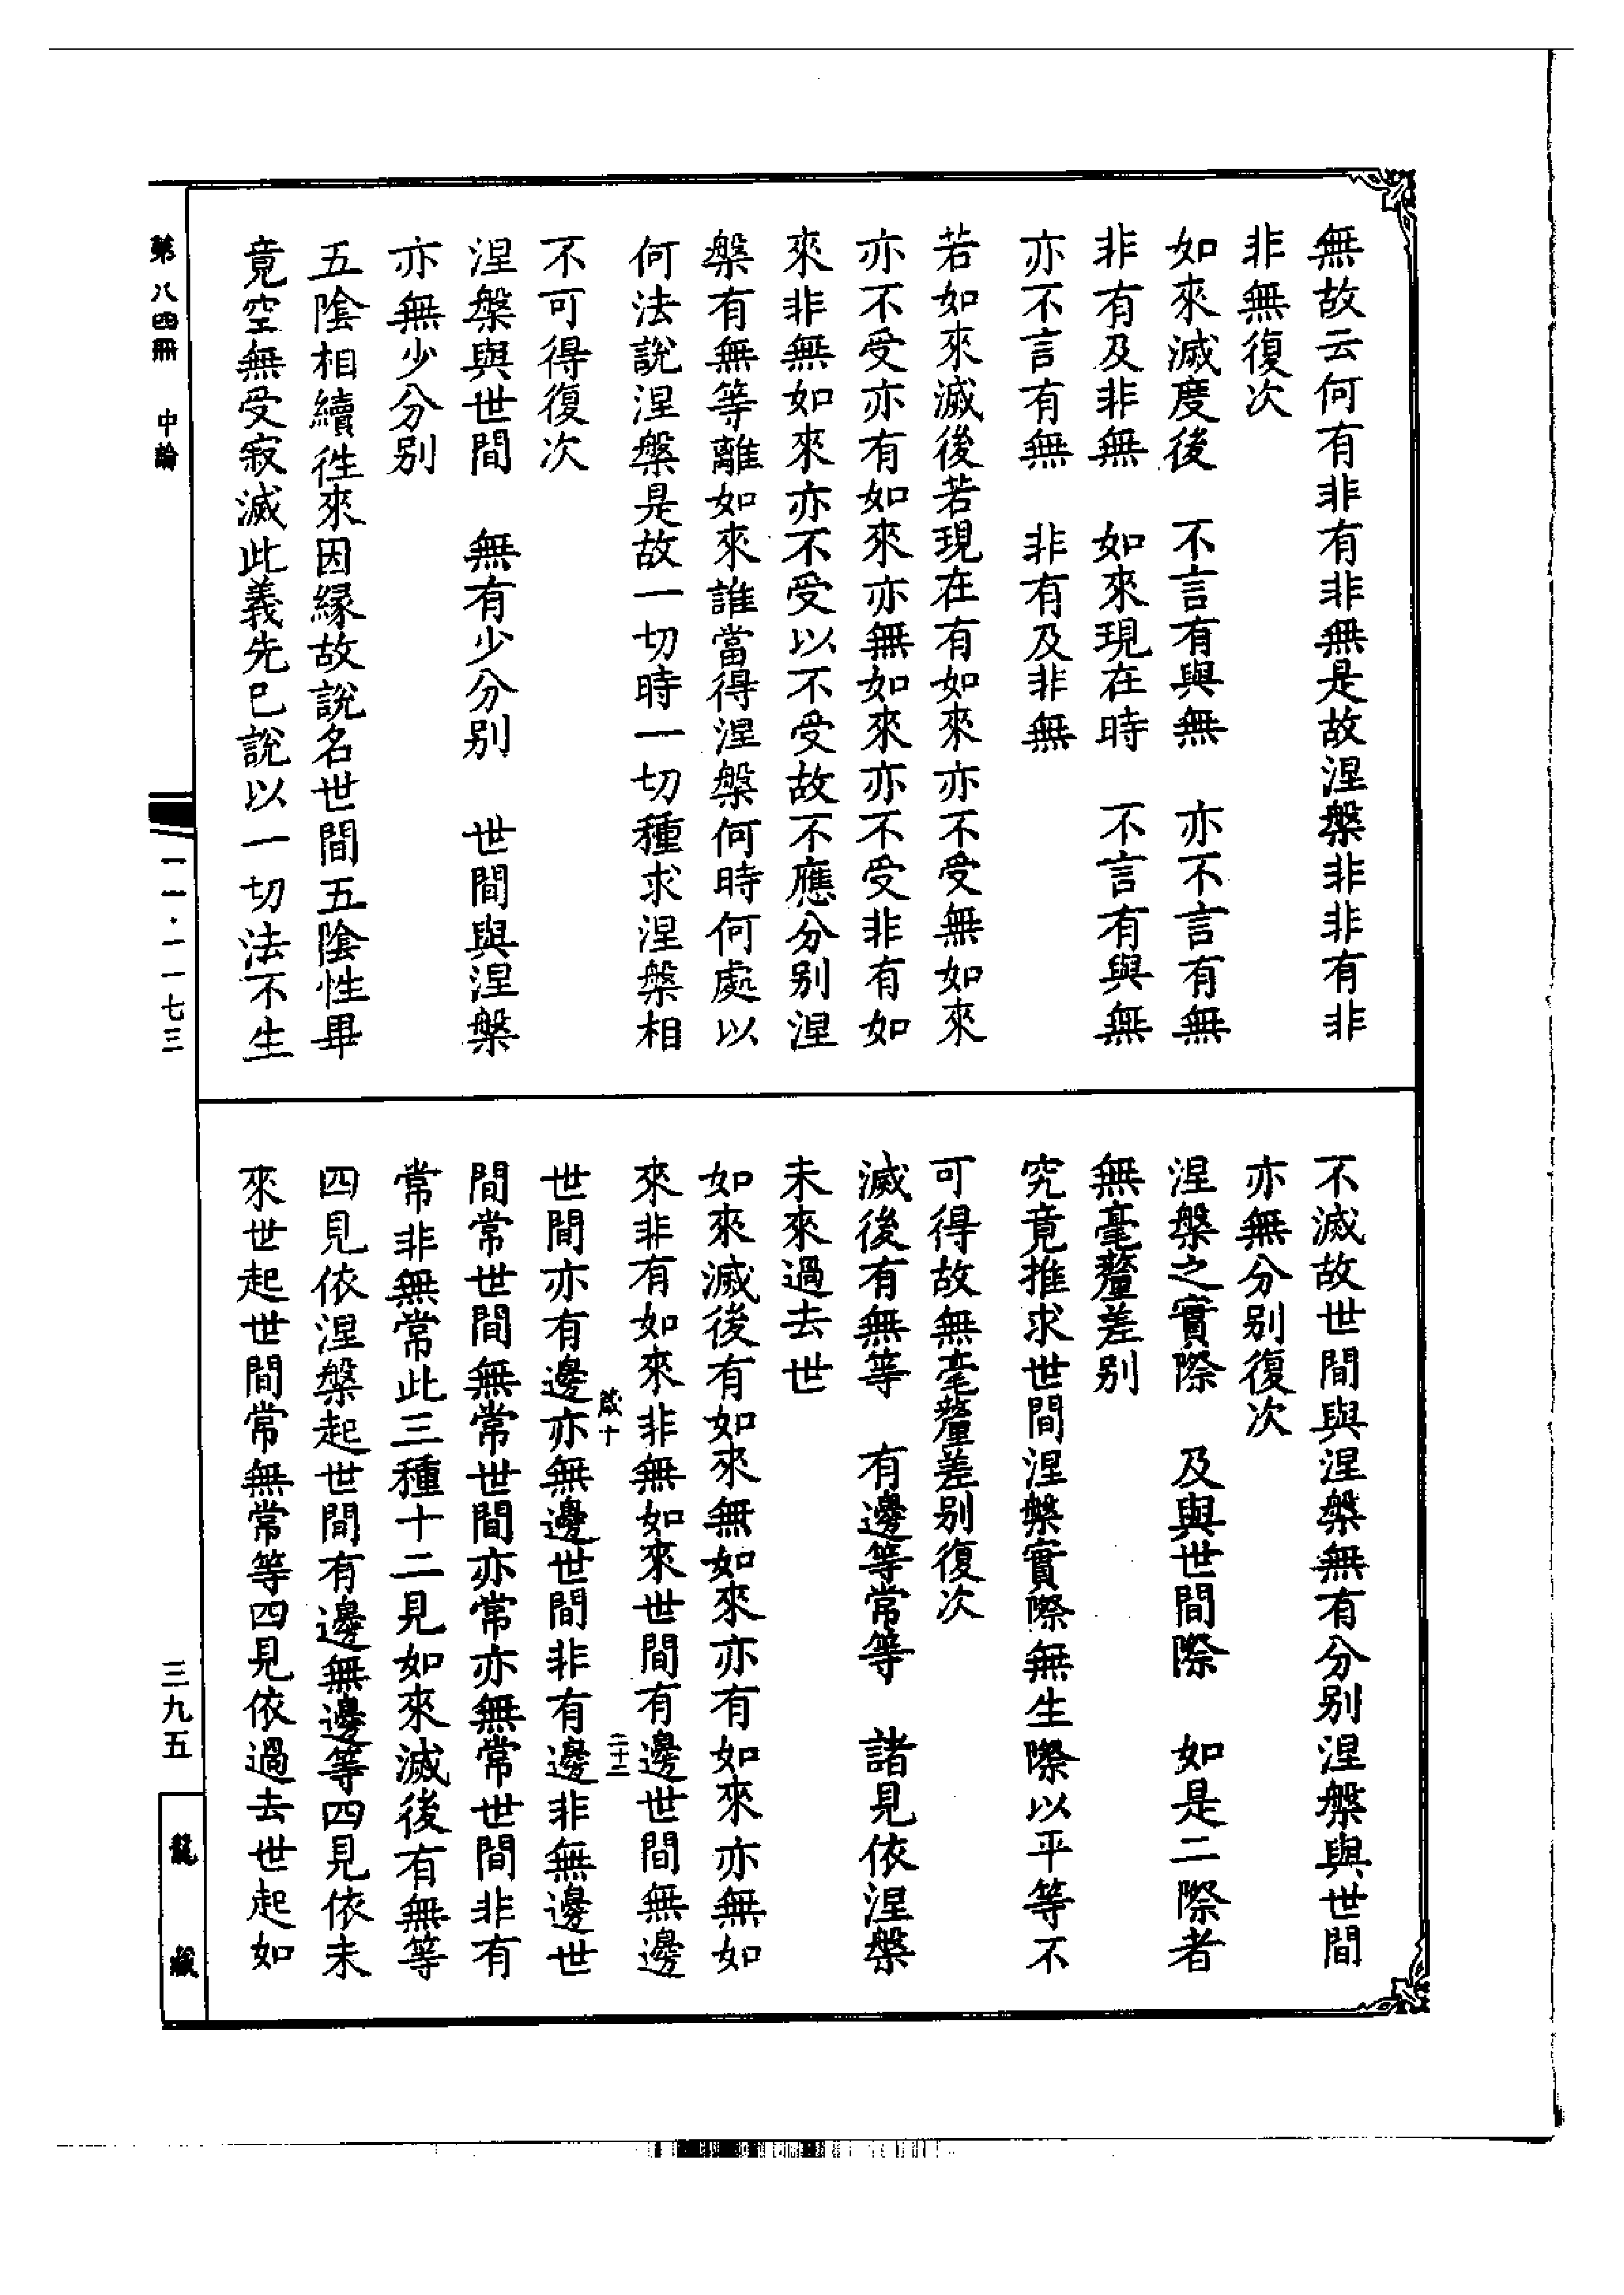 無故云何有非有非無是故涅槃非非有非
非無復次
如來滅度後　不言有與無　亦不言有無
非有及非無　如來現在時　不言有與無
亦不言有無　非有及非無
若如來滅後若現在有如來亦不受無如來
亦不受亦有如來亦無如來亦不受非有如
來非無如來亦不受以不受故不應分別涅
槃有無等離如來誰當得涅槃何時何處以
何法說涅槃是故一切時一切種求涅槃相
不可得復次
涅槃與世間　無有少分別　世間與涅槃
亦無少分別
五陰相續徃來因縁故說名世間五陰性畢
竟空無受寂滅此義先已說以一切法不生
不滅故世間與涅槃無有分別涅槃與世間
亦無分別復次
涅槃之實際　及與世間際　如是二際者
無毫釐差別
究竟推求世間涅槃實際無生際以平等不
可得故無毫釐差別復次
滅後有無等　有邊等常等　諸見依涅槃
未來過去世
如來滅後有如來無如來亦有如來亦無如
來非有如來非無如來世間有邊世間無邊
世間亦有邊亦無邊世間非有邊非無邊世
間常世間無常世間亦常亦無常世間非有
常非無常此三種十二見如來滅後有無等
四見依涅槃起世間有邊無邊等四見依未
來世起世間常無常等四見依過去世起如
第八四冊　中論
一一·一一七三
三九五
龍藏
十
二十二